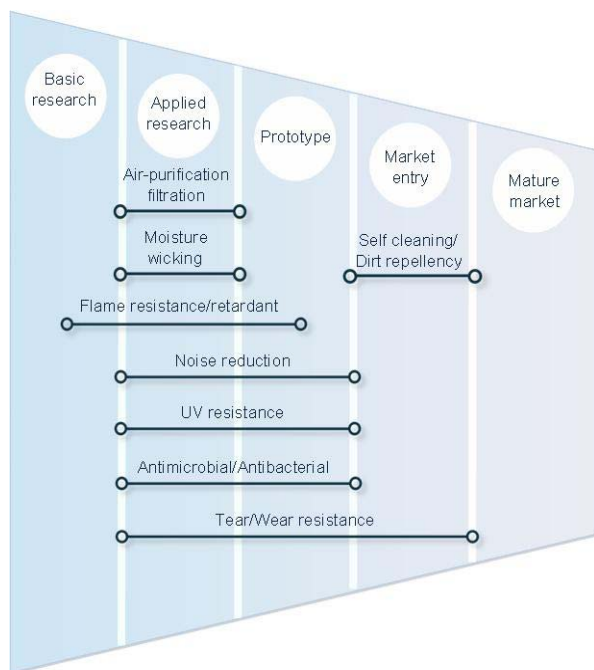 Basic
research
Applied
research
Prototype
Market
entry
Mature
market
Air-purification
filtration
Moisture
wicking
Self cleaning/
Dirt repellency
Flame resistance/retardant
Noise reduction
UV resistance
Antimicrobial/Antibacterial
Tear/Wear resistance